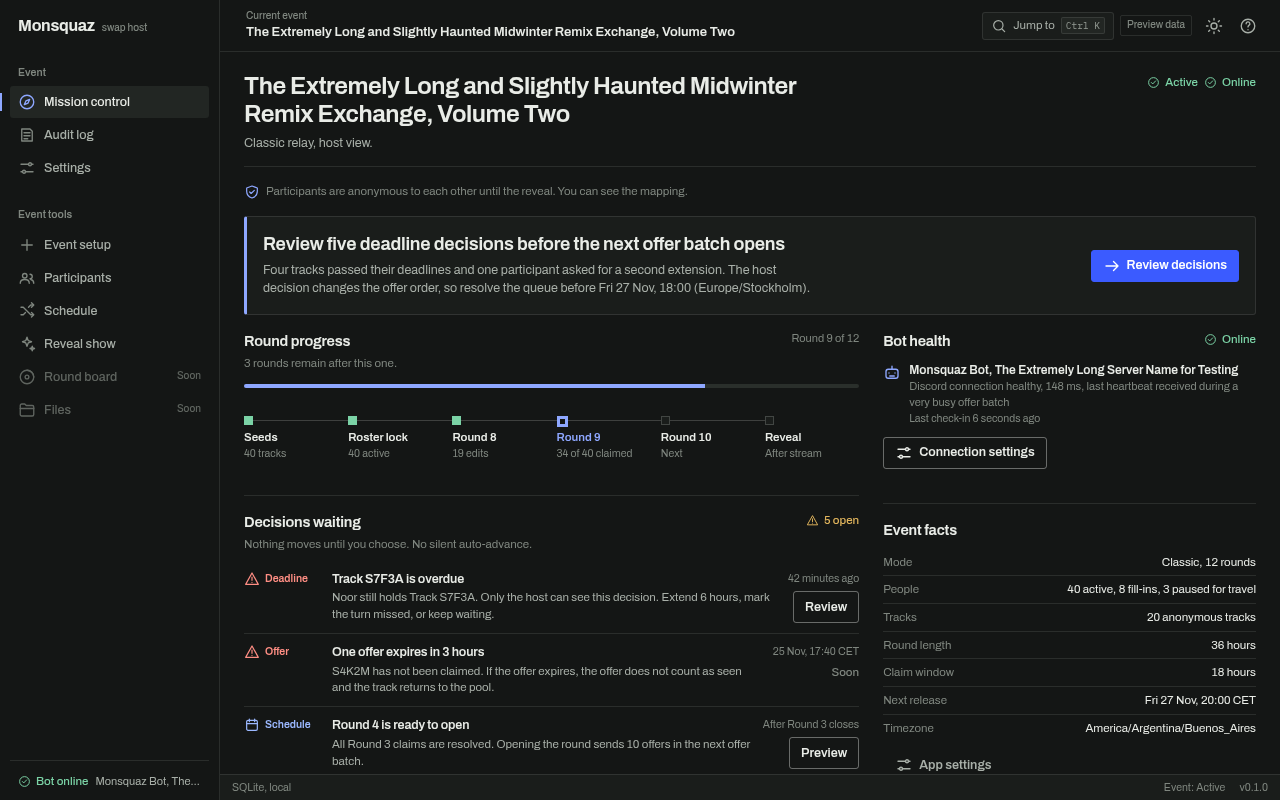 Monsquaz swap host
Event
Mission control
Audit log
Settings
Event tools
Event setup
Participants
Schedule
Reveal show
Round board Soon
Files Soon
Bot online Monsquaz Bot, The...
Current event
The Extremely Long and Slightly Haunted Midwinter Remix Exchange, Volume Two
Jump to Ctrl K
Preview data
The Extremely Long and Slightly Haunted Midwinter
Remix Exchange, Volume Two
Active Online
Classic relay, host view.
Participants are anonymous to each other until the reveal. You can see the mapping.
Review five deadline decisions before the next offer batch opens
Four tracks passed their deadlines and one participant asked for a second extension. The host
decision changes the offer order, so resolve the queue before Fri 27 Nov, 18:00 (Europe/Stockholm).
Review decisions
Round progress Round 9 of 12
3 rounds remain after this one.
Seeds Roster lock Round 8 Round 9 Round 10 Reveal
40 tracks 40 active 19 edits 34 of 40 claimed Next After stream
Decisions waiting 5 open
Nothing moves until you choose. No silent auto-advance.
Deadline Track S7F3A is overdue 42 minutes ago
Noor still holds Track S7F3A. Only the host can see this decision. Extend 6 hours, mark
the turn missed, or keep waiting.
Review
Offer One offer expires in 3 hours 25 Nov, 17:40 CET
S4K2M has not been claimed. If the offer expires, the offer does not count as seen
and the track returns to the pool.
Soon
Schedule Round 4 is ready to open After Round 3 closes
All Round 3 claims are resolved. Opening the round sends 10 offers in the next offer
batch.
Preview
Bot health Online
Monsquaz Bot, The Extremely Long Server Name for Testing
Discord connection healthy, 148 ms, last heartbeat received during a
very busy offer batch
Last check-in 6 seconds ago
Connection settings
Event facts
Mode Classic, 12 rounds
People 40 active, 8 fill-ins, 3 paused for travel
Tracks 20 anonymous tracks
Round length 36 hours
Claim window 18 hours
Next release Fri 27 Nov, 20:00 CET
Timezone America/Argentina/Buenos_Aires
App settings
SQLite, local
Event: Active v0.1.0